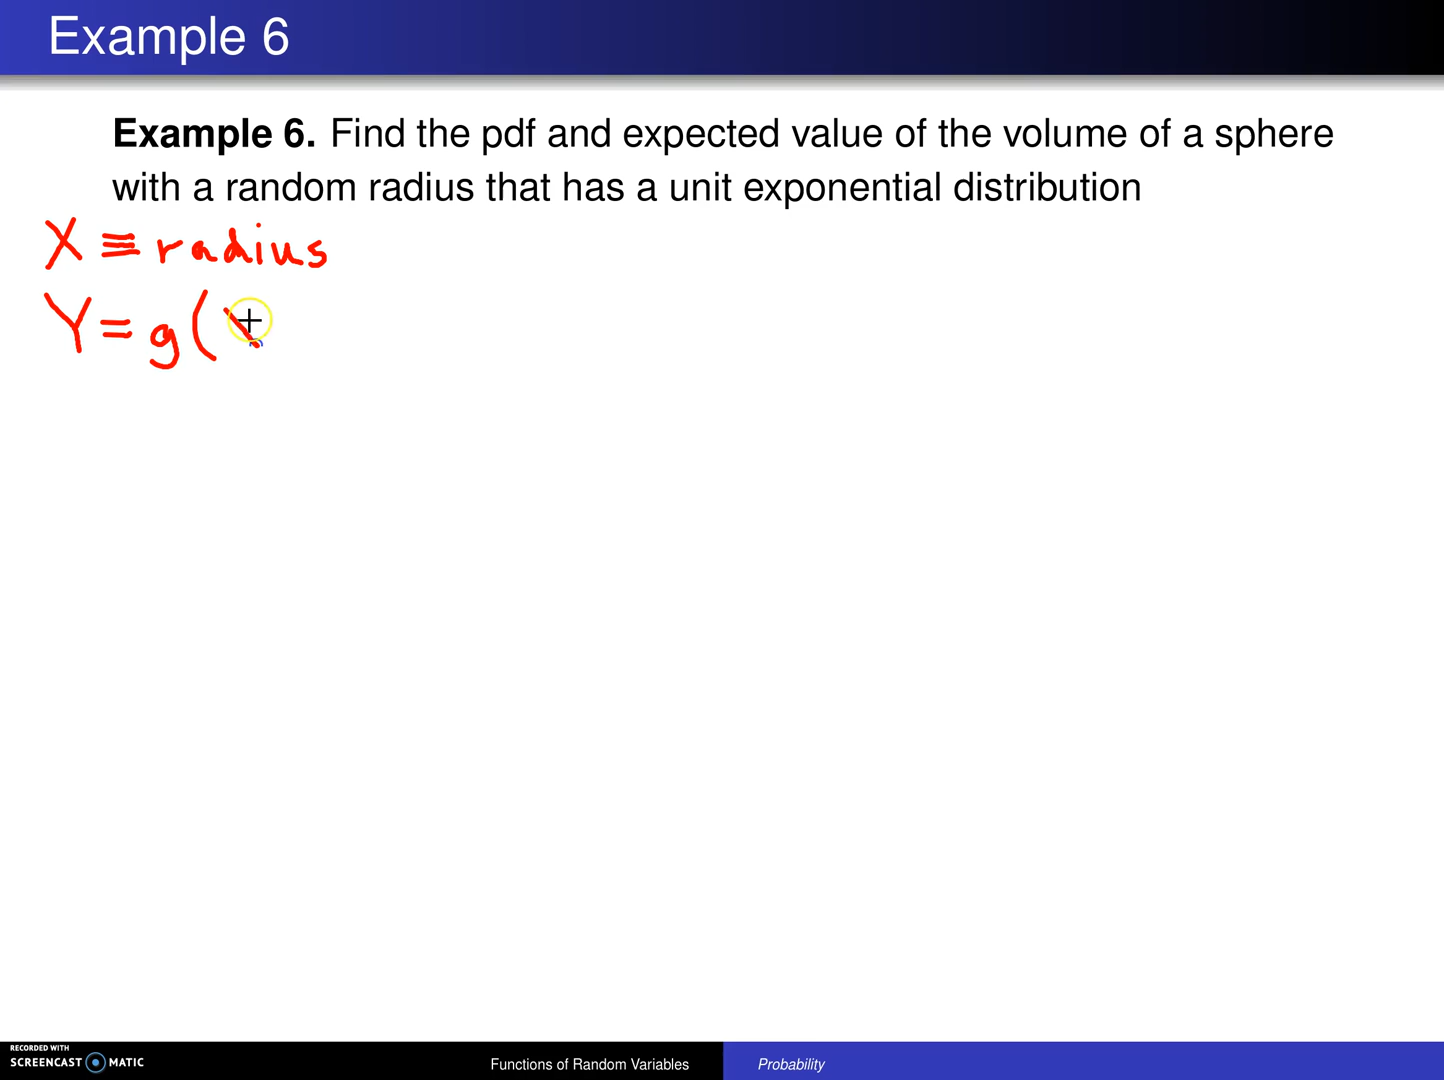 Example 6
Example 6. Find the pdf and expected value of the volume of a sphere
with a random radius that has a unit exponential distribution
X ≡ radius
Y = g(
RECORDED WITH
SCREENCAST MATIC
Functions of Random Variables
Probability